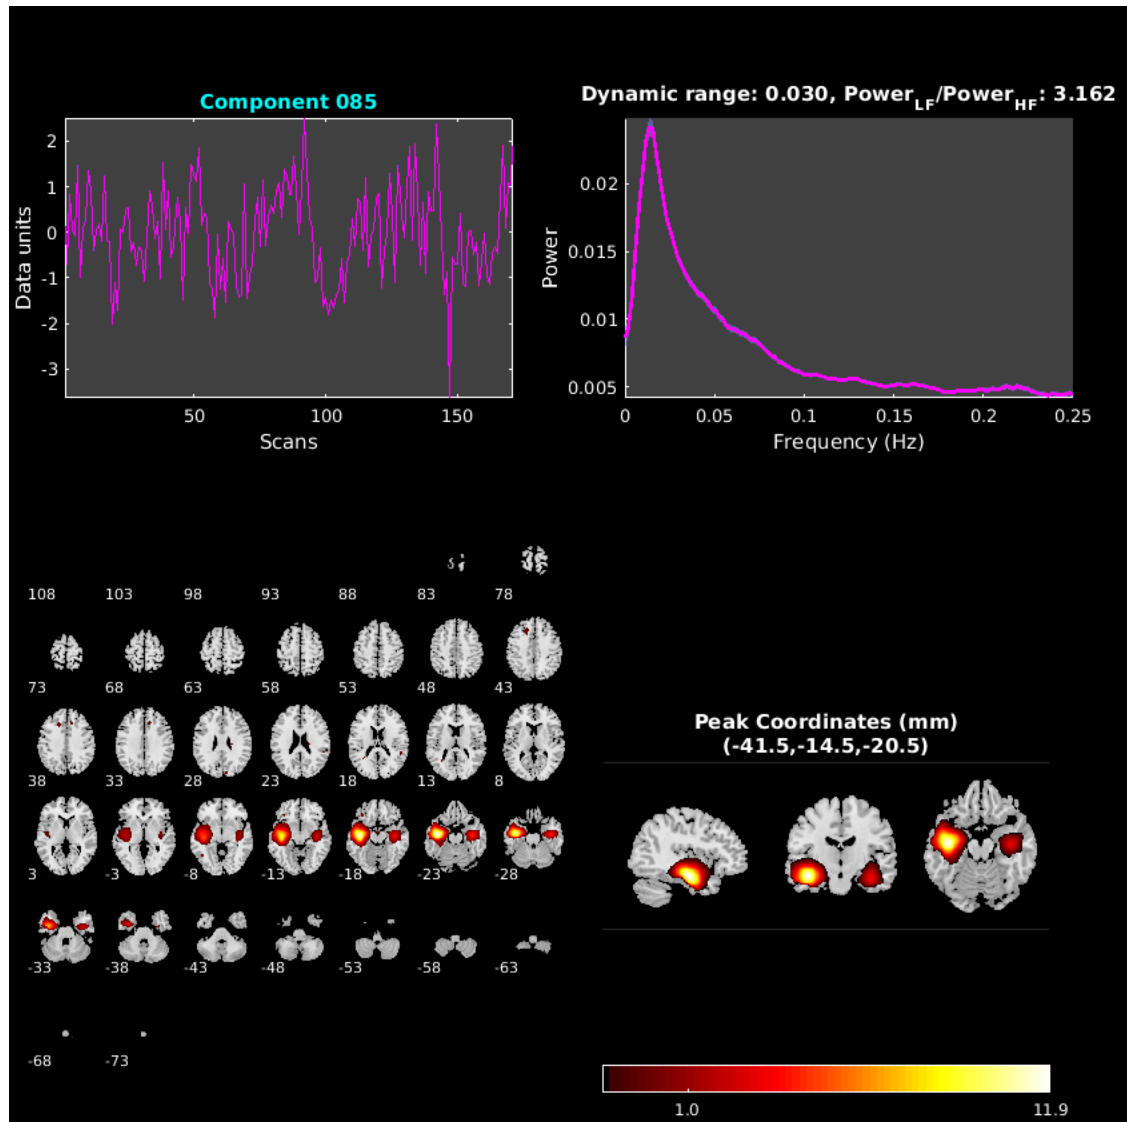 Component 085
2
1
0
-1
-2
-3
Data units
50 100 150
Scans
Dynamic range: 0.030, Power_LF/Power_HF: 3.162
0.02
0.015
0.01
0.005
Power
0 0.05 0.1 0.15 0.2 0.25
Frequency (Hz)
108 103 98 93 88 83 78
73 68 63 58 53 48 43
38 33 28 23 18 13 8
3 -3 -8 -13 -18 -23 -28
-33 -38 -43 -48 -53 -58 -63
-68 -73
Peak Coordinates (mm)
(-41.5,-14.5,-20.5)
1.0 11.9